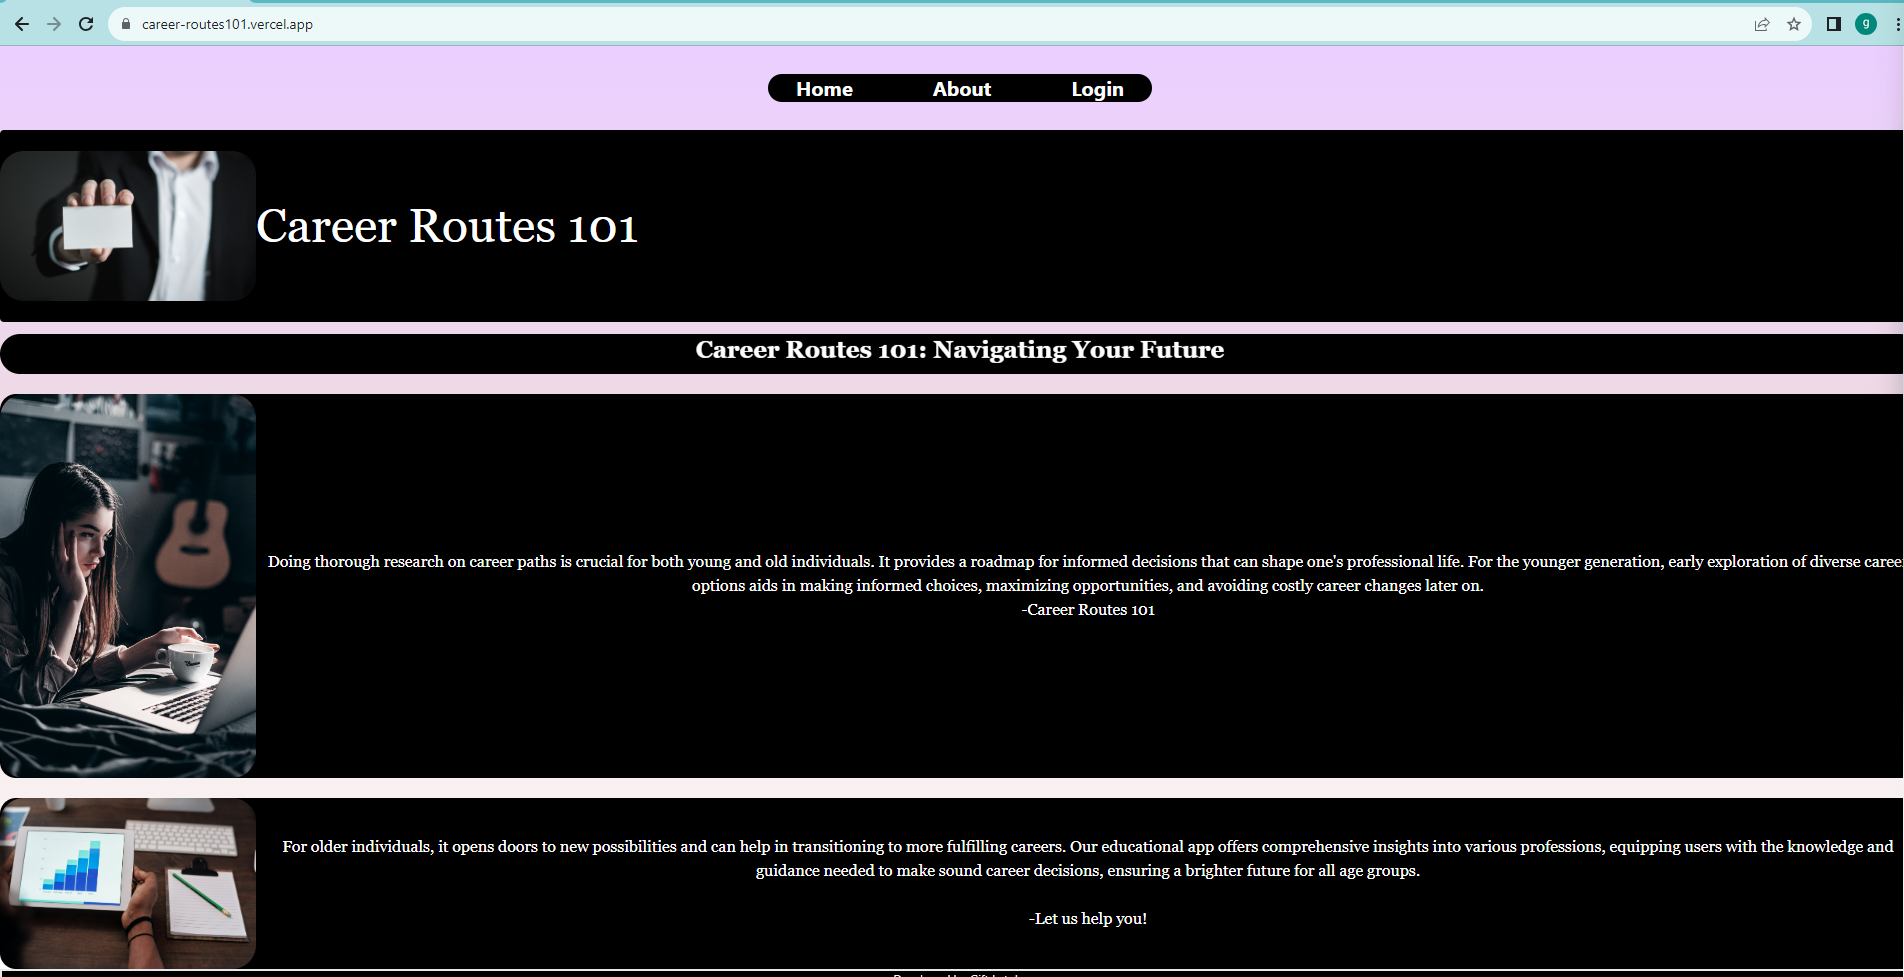 career-routes101.vercel.app
g
Home About Login
Career Routes 101
Career Routes 101: Navigating Your Future
Doing thorough research on career paths is crucial for both young and old individuals. It provides a roadmap for informed decisions that can shape one's professional life. For the younger generation, early exploration of diverse caree
options aids in making informed choices, maximizing opportunities, and avoiding costly career changes later on.
-Career Routes 101
For older individuals, it opens doors to new possibilities and can help in transitioning to more fulfilling careers. Our educational app offers comprehensive insights into various professions, equipping users with the knowledge and
guidance needed to make sound career decisions, ensuring a brighter future for all age groups.
-Let us help you!